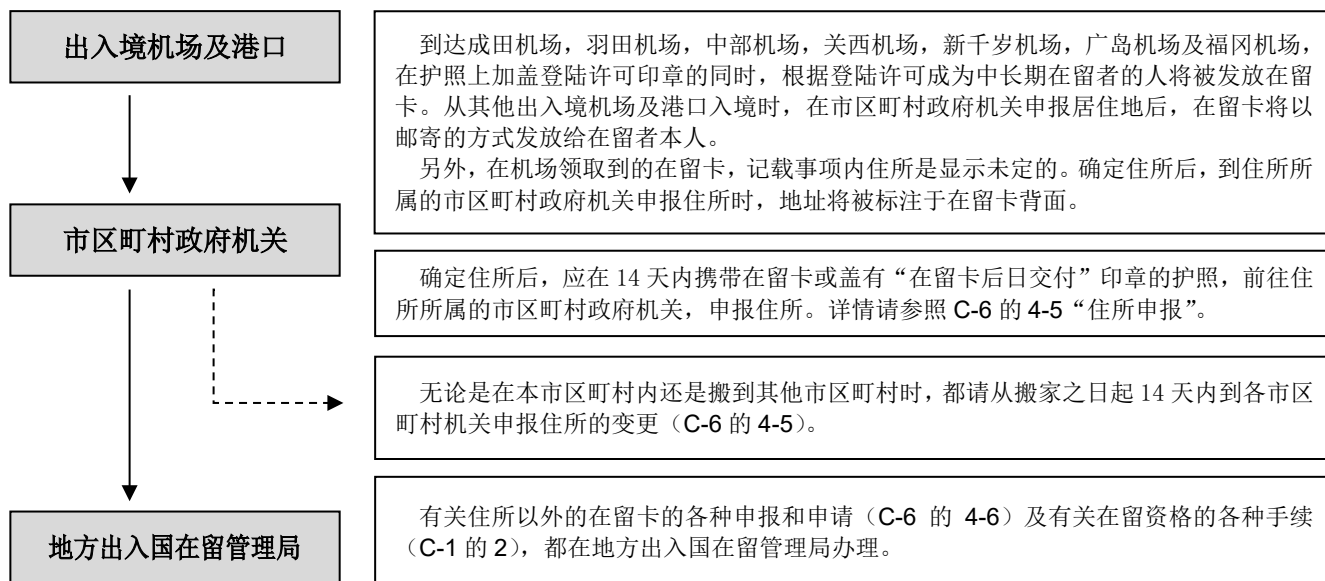 出入境机场及港口
到达成田机场，羽田机场，中部机场，关西机场，新千岁机场，广岛机场及福冈机场，
在护照上加盖登陆许可印章的同时，根据登陆许可成为中长期在留者的人将被发放在留
卡。从其他出入境机场及港口入境时，在市区町村政府机关申报居住地后，在留卡将以
邮寄的方式发放给在留者本人。
另外，在机场领取到的在留卡，记载事项内住所是显示未定的。确定住所后，到住所所
属的市区町村政府机关申报住所时，地址将被标注于在留卡背面。
市区町村政府机关
确定住所后，应在 14 天内携带在留卡或盖有“在留卡后日交付”印章的护照，前往住
所所属的市区町村政府机关，申报住所。详情请参照 C-6 的 4-5“住所申报”。
无论是在本市区町村内还是搬到其他市区町村时，都请从搬家之日起 14 天内到各市区
町村机关申报住所的变更（C-6 的 4-5）。
地方出入国在留管理局
有关住所以外的在留卡的各种申报和申请（C-6 的 4-6）及有关在留资格的各种手续
（C-1 的 2），都在地方出入国在留管理局办理。